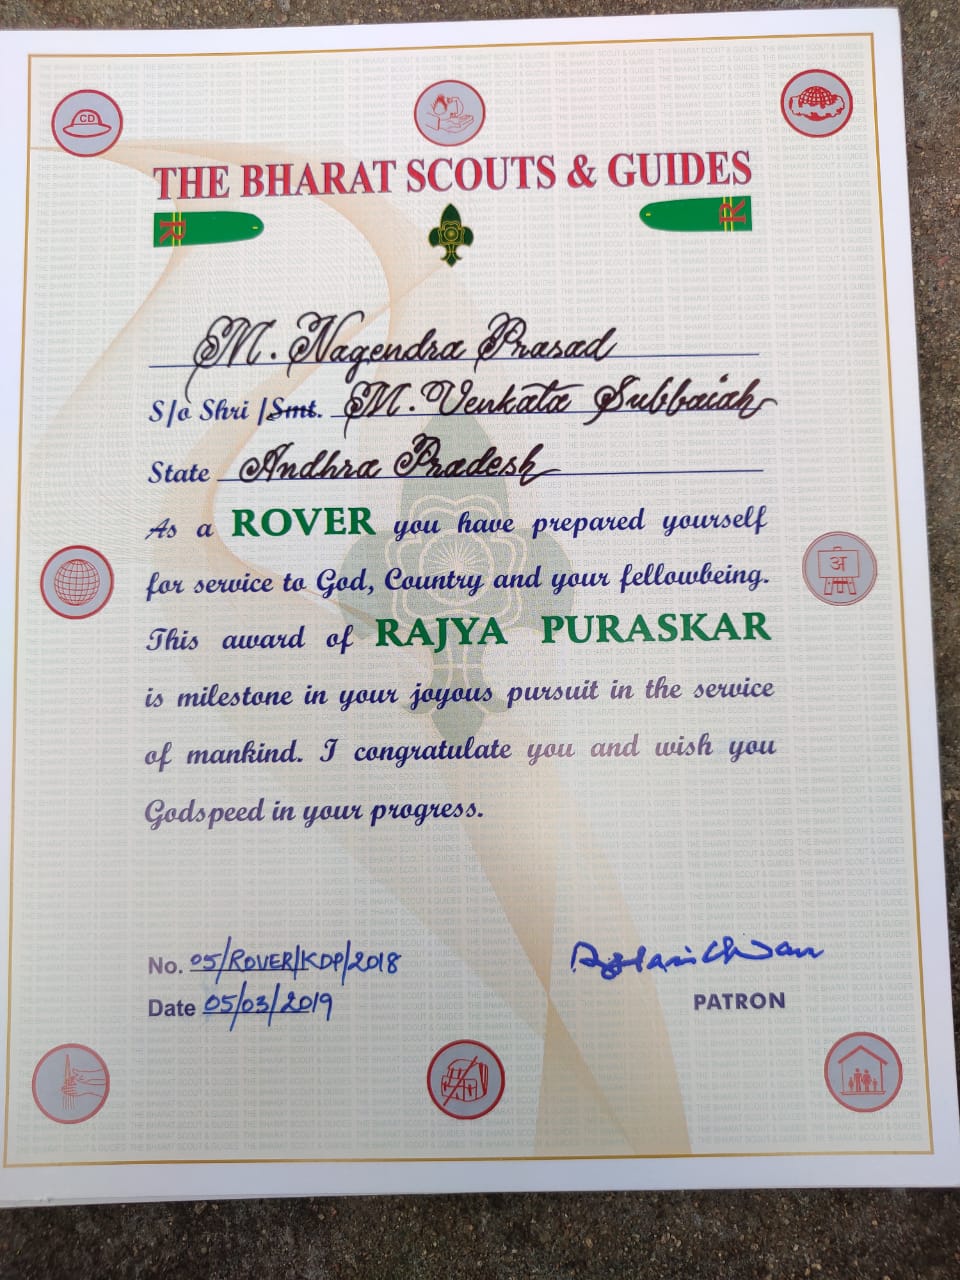 CD
THE BHARAT SCOUTS & GUIDES
R R
M. Nagendra Prasad
S/o Shri /Smt. M. Venkata Subbaiah
State Andhra Pradesh
As a ROVER you have prepared yourself
for service to God, Country and your fellowbeing.
अ
This award of RAJYA PURASKAR
is milestone in your joyous pursuit in the service
of mankind. I congratulate you and wish you
Godspeed in your progress.
No. 05/ROVER/KDP/2018
Date 05/03/2019
PATRON